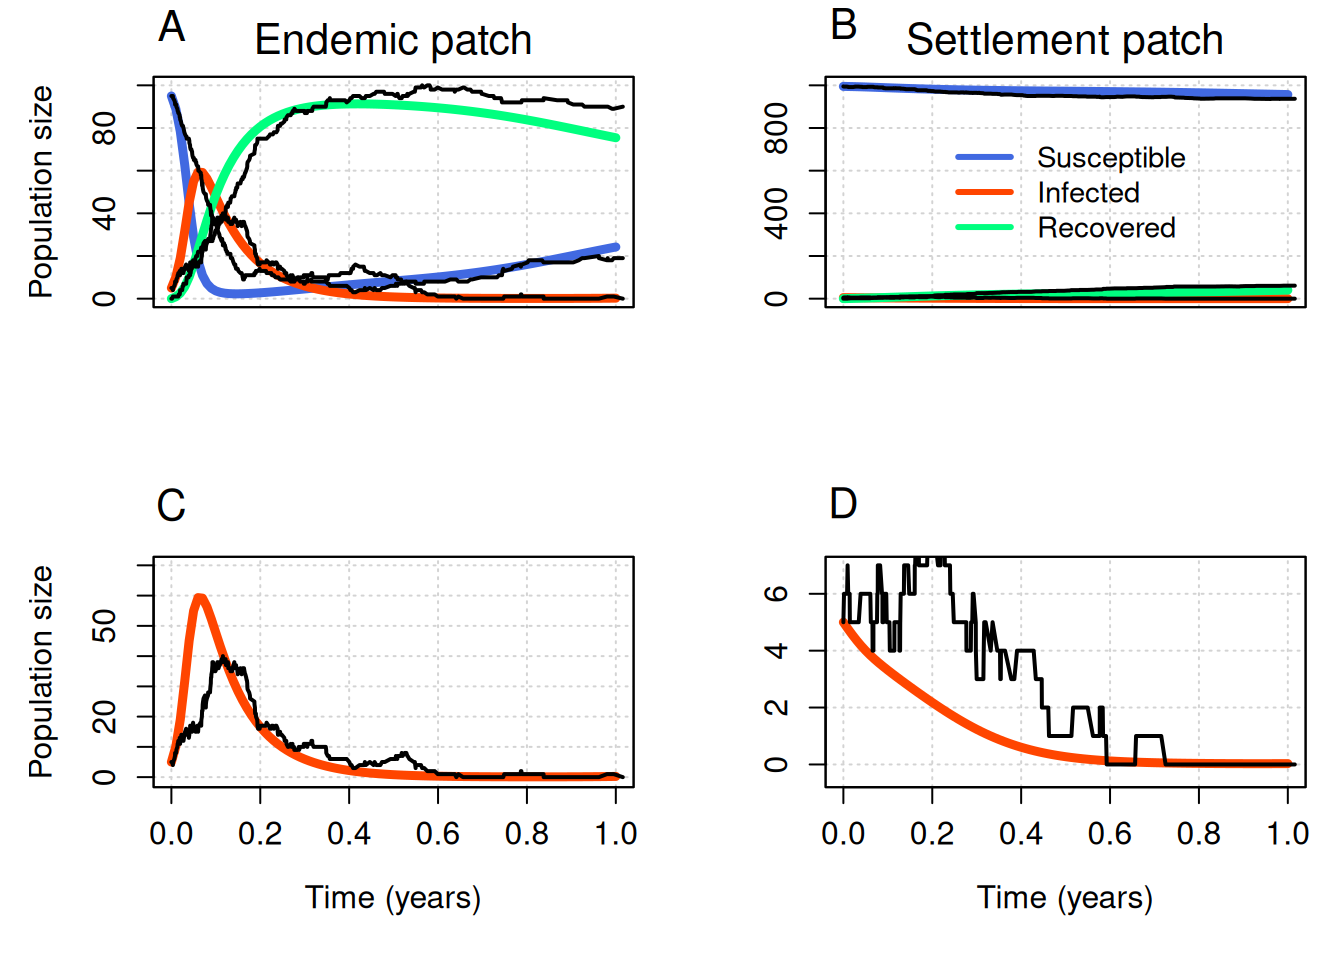 A
Endemic patch
B
Settlement patch
Population size
0
40
80
0
400
800
Susceptible
Infected
Recovered
C
D
Population size
0
20
50
0
2
4
6
0.0 0.2 0.4 0.6 0.8 1.0
0.0 0.2 0.4 0.6 0.8 1.0
Time (years)
Time (years)